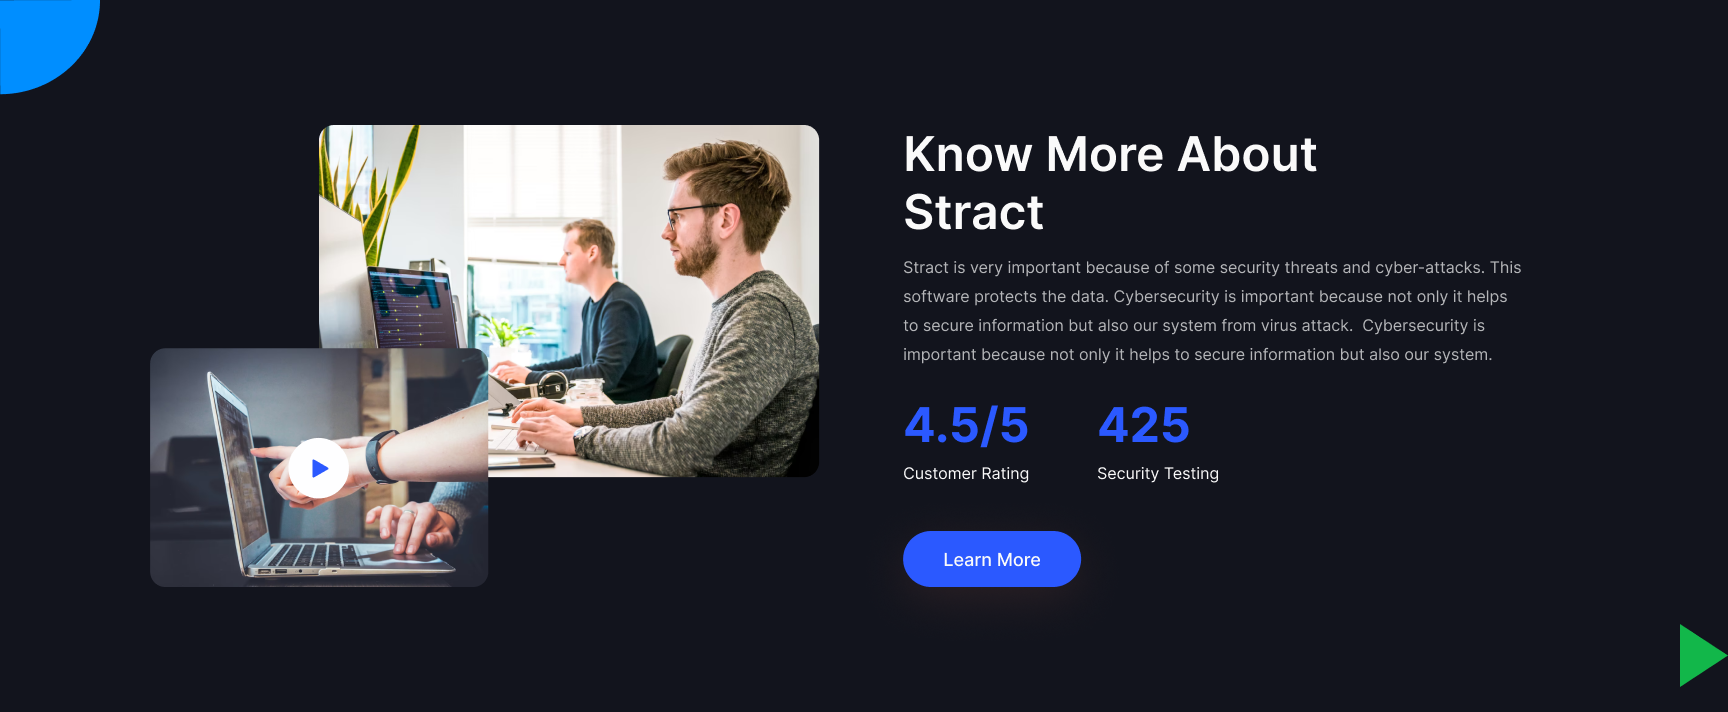 Know More About
Stract
Stract is very important because of some security threats and cyber-attacks. This
software protects the data. Cybersecurity is important because not only it helps
to secure information but also our system from virus attack.  Cybersecurity is
important because not only it helps to secure information but also our system.
4.5/5 425
Customer Rating Security Testing
Learn More